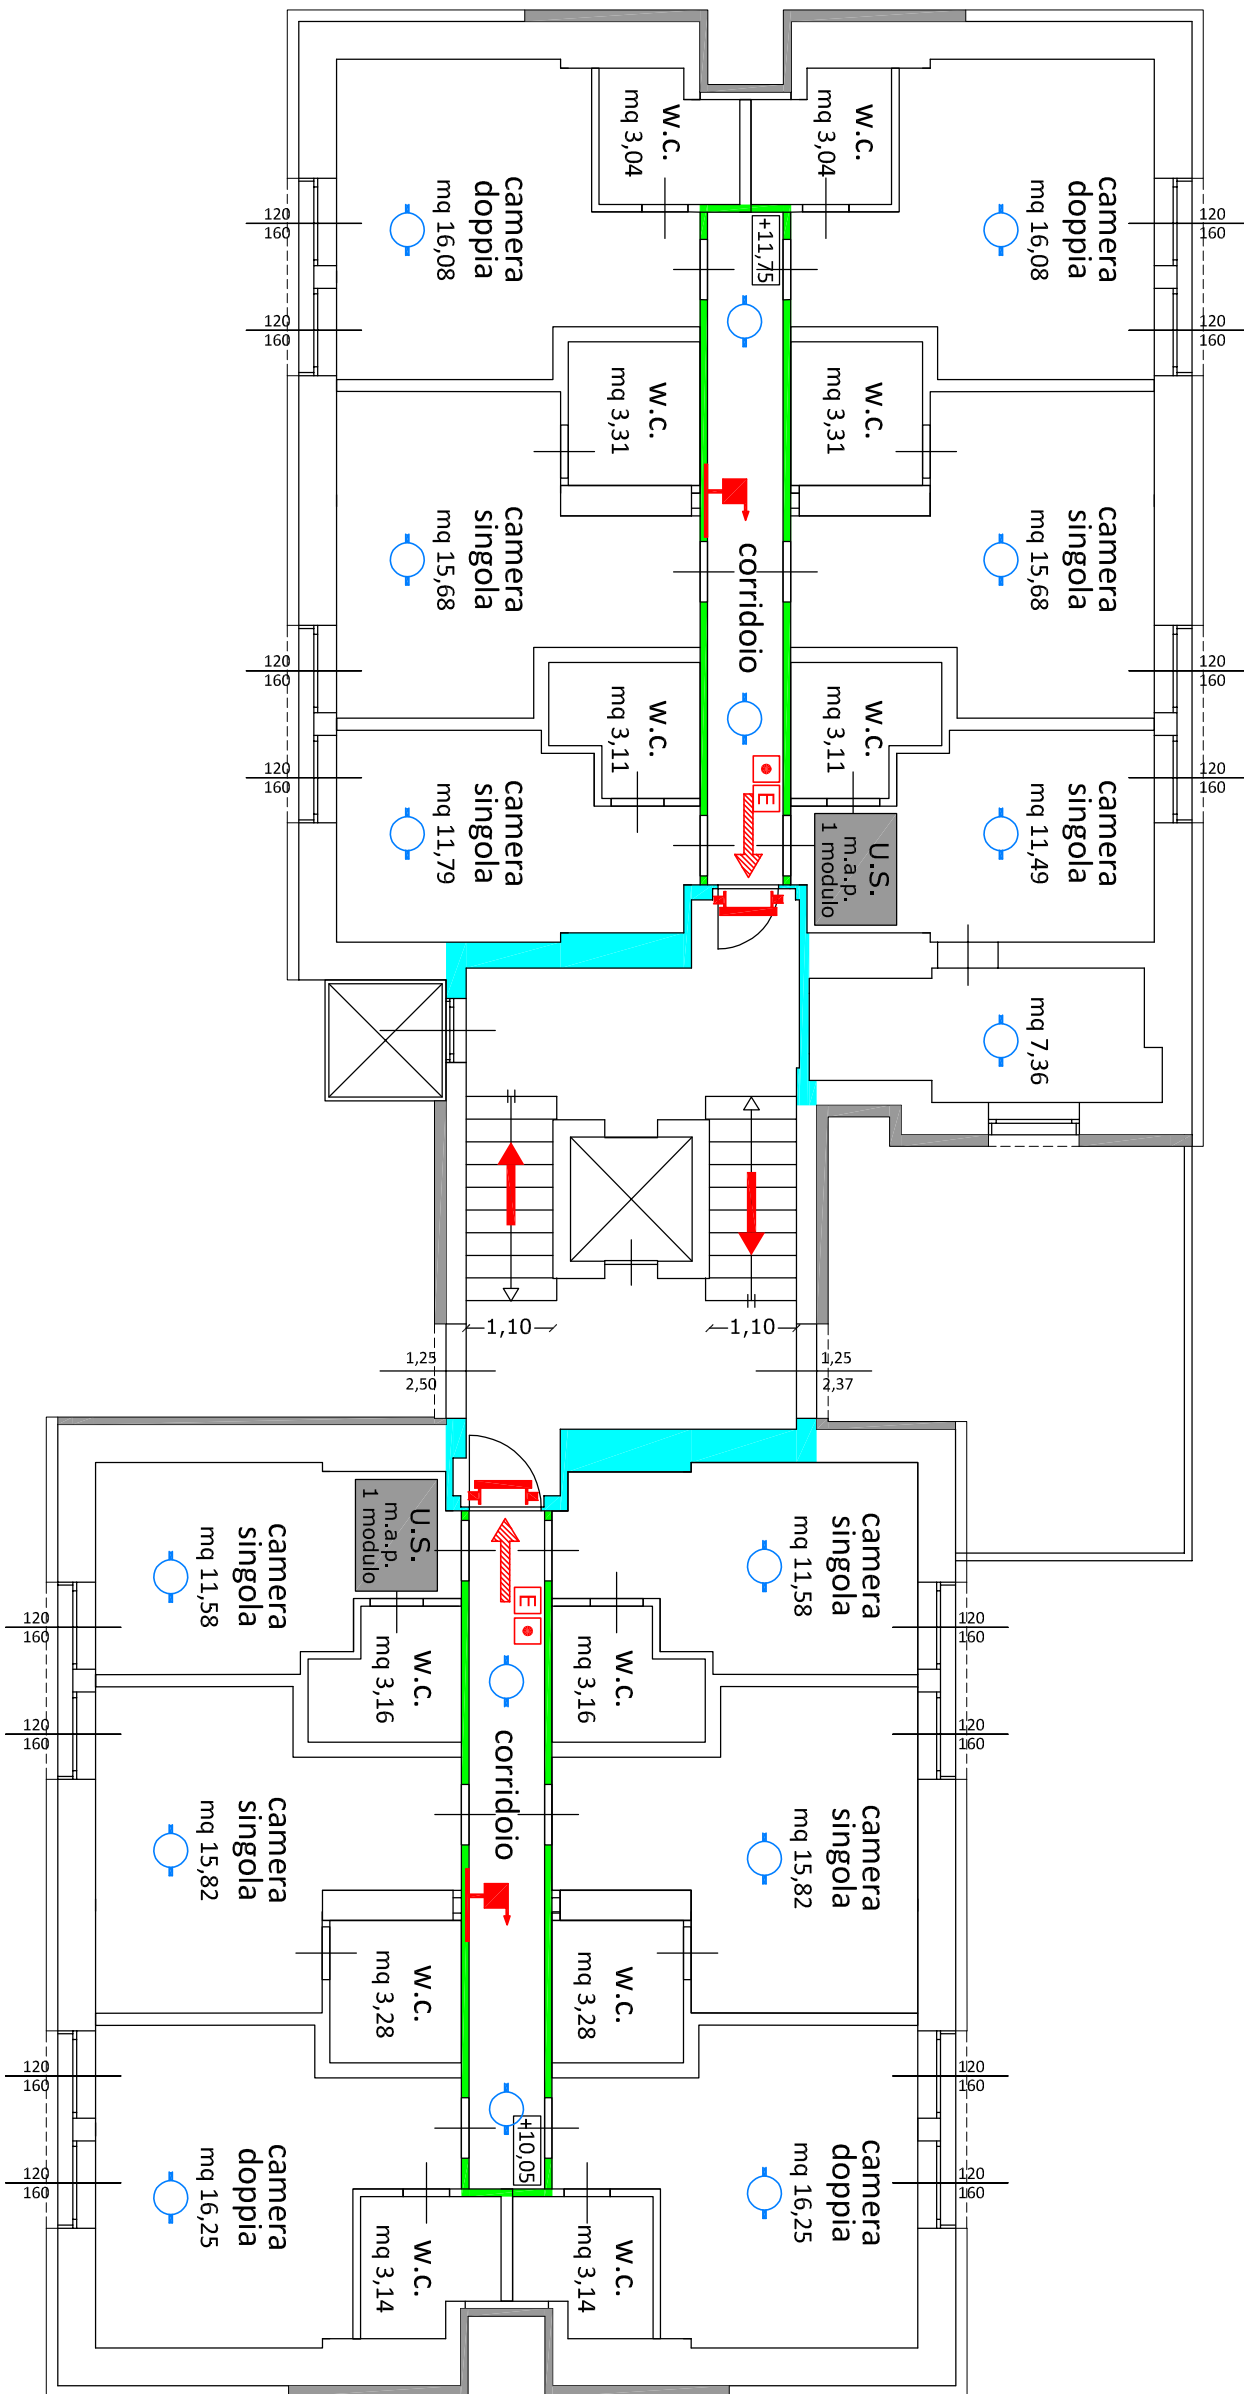 w.c.
mq 3,04
w.c.
mq 3,04
camera
doppia
mq 16,08
camera
doppia
mq 16,08
120
160
120
160
+11,75
120
160
120
160
w.c.
mq 3,31
w.c.
mq 3,31
camera
singola
mq 15,68
corridoio
camera
singola
mq 15,68
120
160
120
160
w.c.
mq 3,11
w.c.
mq 3,11
120
160
120
160
camera
singola
mq 11,79
E
U.S.
m.a.p.
1 modulo
camera
singola
mq 11,49
mq 7,36
1,10
1,10
1,25
2,50
1,25
2,37
camera
singola
mq 11,58
U.S.
m.a.p.
1 modulo
E
camera
singola
mq 11,58
120
160
120
160
w.c.
mq 3,16
w.c.
mq 3,16
120
160
120
160
camera
singola
mq 15,82
corridoio
camera
singola
mq 15,82
w.c.
mq 3,28
w.c.
mq 3,28
120
160
120
160
+10,05
camera
doppia
mq 16,25
camera
doppia
mq 16,25
120
160
120
160
w.c.
mq 3,14
w.c.
mq 3,14